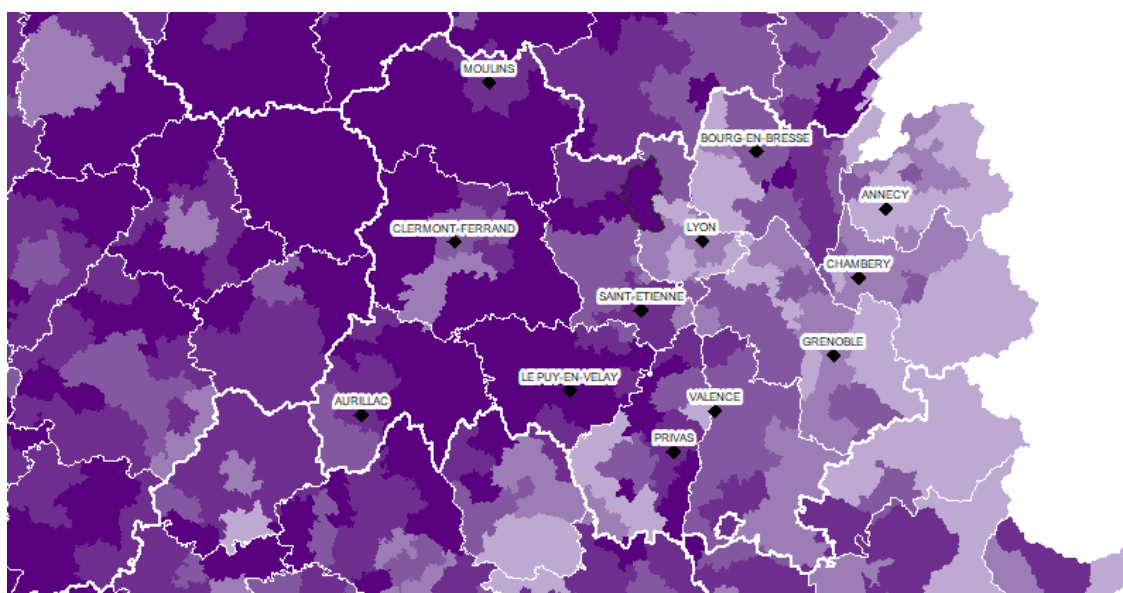 MOULINS
BOURG-EN-BRESSE
ANNECY
CLERMONT-FERRAND
LYON
CHAMBERY
SAINT-ETIENNE
GRENOBLE
LE PUY-EN-VELAY
AURILLAC
VALENCE
PRIVAS